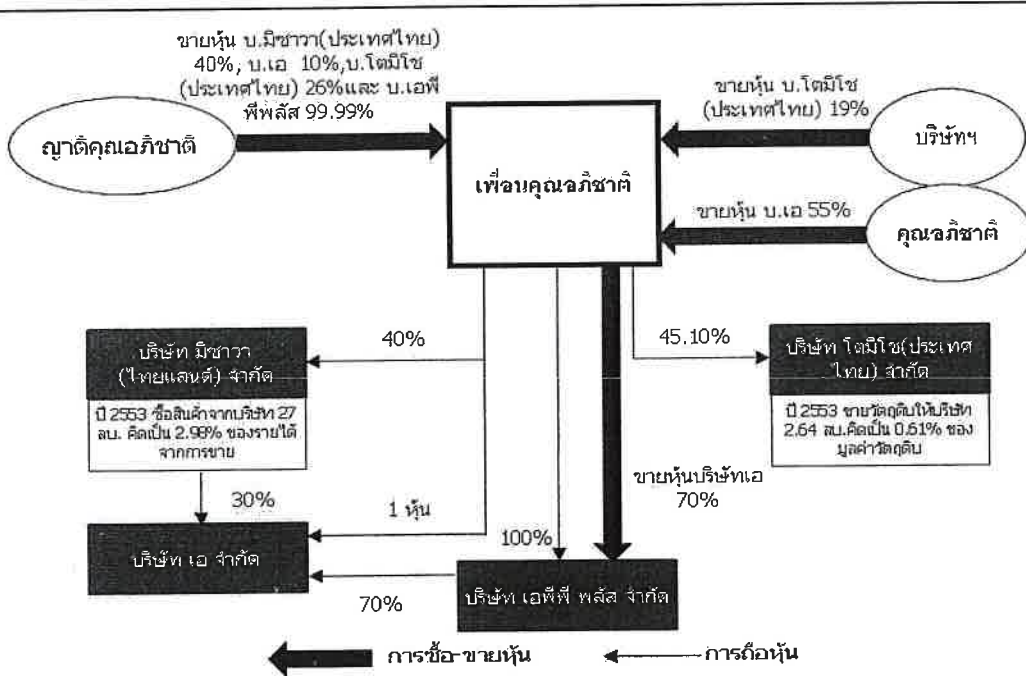 ขายหุ้น บ.มิซาวา(ประเทศไทย)
40%, บ.เอ 10%,บ.โตมิโช
(ประเทศไทย) 26%และ บ.เอพี
พีพลัส 99.99%
ขายหุ้น บ.โตมิโช
(ประเทศไทย) 19%
ญาติคุณอภิชาติ
บริษัทฯ
เพื่อนคุณอภิชาติ
ขายหุ้น บ.เอ 55%
คุณอภิชาติ
40%
45.10%
บริษัท มิซาวา
(ไทยแลนด์) จำกัด
บริษัท โตมิโช(ประเทศ
ไทย) จำกัด
ปี 2553 ซื้อสินค้าจากบริษัท 27
ลบ. คิดเป็น 2.98% ของรายได้
จากการขาย
ปี 2553 ขายวัตถุดิบให้บริษัท
2.64 ลบ.คิดเป็น 0.61% ของ
มูลค่าวัตถุดิบ
ขายหุ้นบริษัทเอ
70%
30%
1 หุ้น
100%
บริษัท เอ จำกัด
70%
บริษัท เอพีพี พลัส จำกัด
การซื้อ-ขายหุ้น
การถือหุ้น